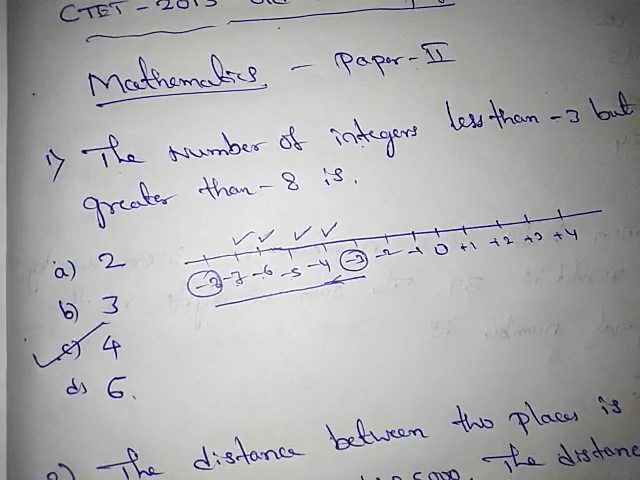 CTET - 2015
Mathematics - Paper-II
1) The Number of integers less than -3 but
greater than -8 is.
a) 2
b) 3
c) 4
d) 6.
-8 -7 -6 -5 -4 -3 -2 -1 0 +1 +2 +3 +4
2) The distance between two places is
5000. The distance